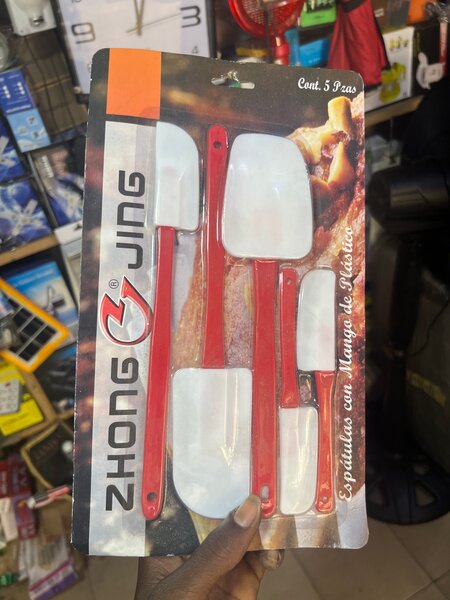 Cont. 5 Pzas
ZHONG ® JING
Espátulas con Mango de Plástico